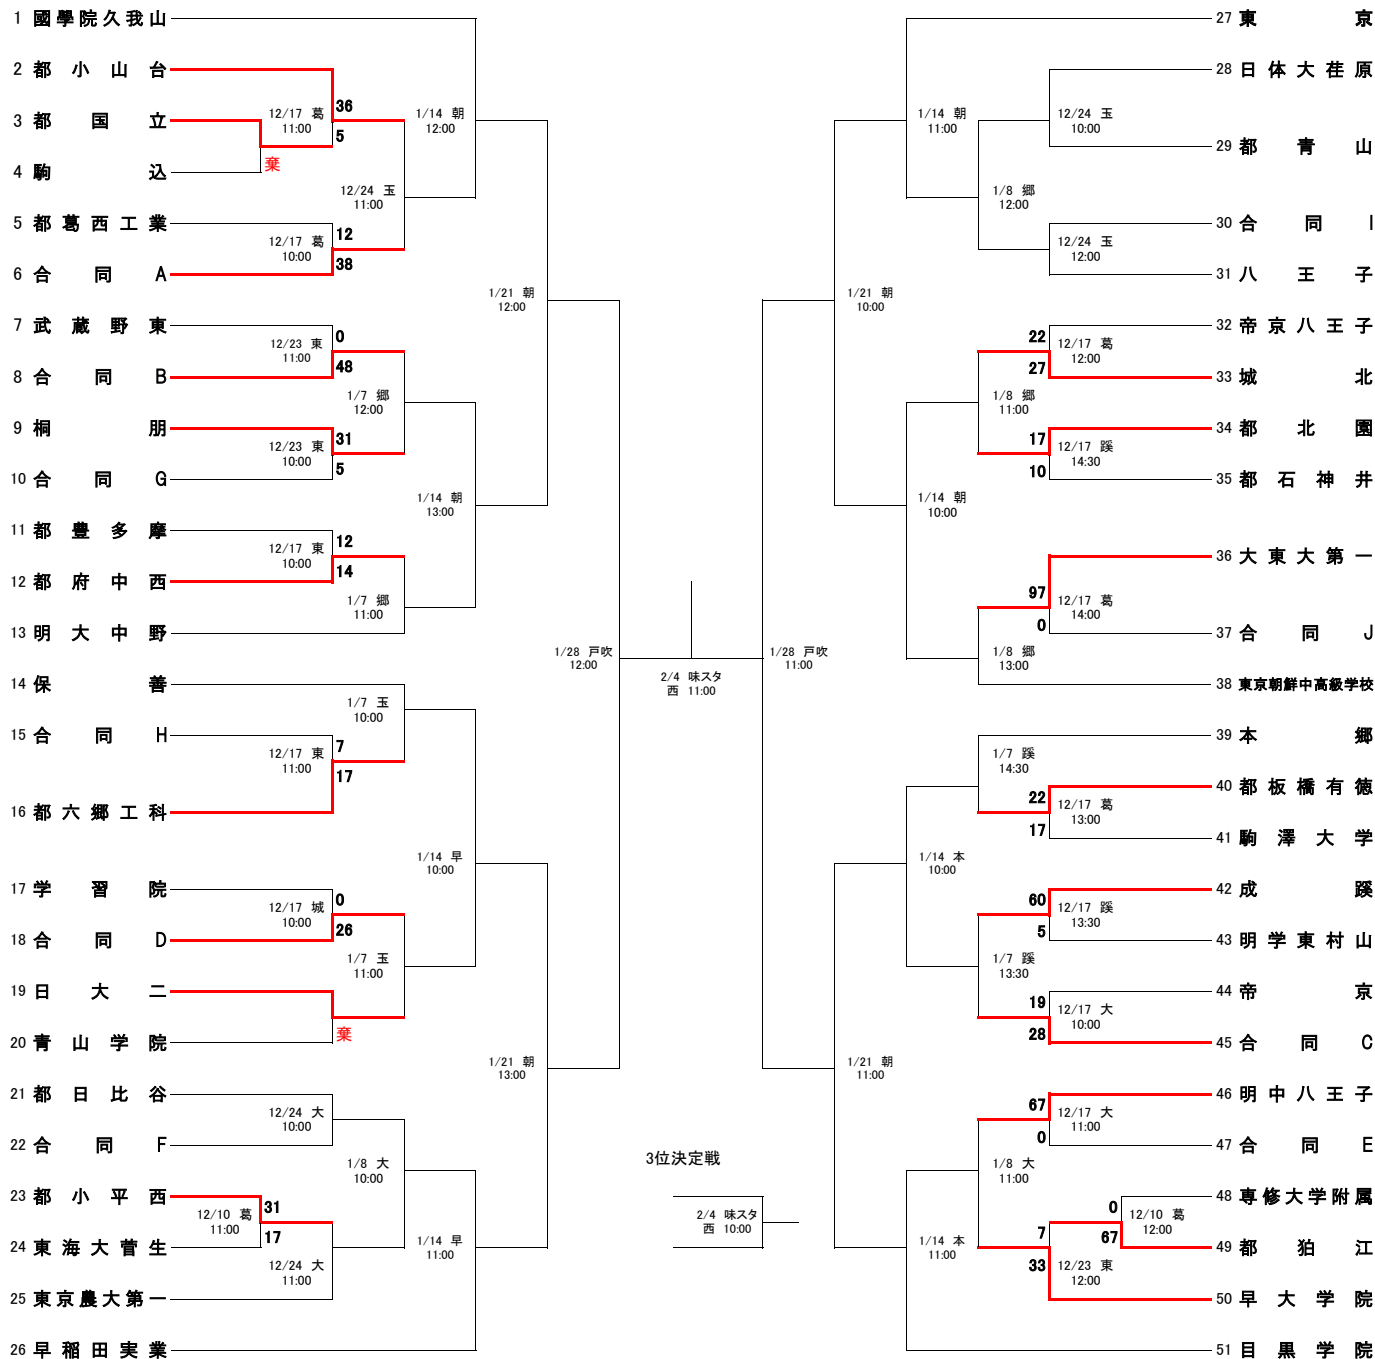 1 國學院久我山
2 都小山台
3 都国立
4 駒込
5 都葛西工業
6 合同A
7 武蔵野東
8 合同B
9 桐朋
10 合同G
11 都豊多摩
12 都府中西
13 明大中野
14 保善
15 合同H
16 都六郷工科
17 学習院
18 合同D
19 日大二
20 青山学院
21 都日比谷
22 合同F
23 都小平西
24 東海大菅生
25 東京農大第一
26 早稲田実業
12/17 葛
11:00
36
5
棄
12/17 葛
10:00
12
38
12/23 東
11:00
0
48
12/23 東
10:00
31
5
12/17 東
10:00
12
14
12/17 東
11:00
7
17
12/17 城
10:00
0
26
棄
12/24 大
10:00
12/10 葛
11:00
31
17
12/24 大
11:00
12/24 玉
11:00
1/7 郷
12:00
1/7 郷
11:00
1/7 玉
10:00
1/7 玉
11:00
1/8 大
10:00
1/14 朝
12:00
1/14 朝
13:00
1/14 早
10:00
1/14 早
11:00
1/21 朝
12:00
1/21 朝
13:00
1/28 戸吹
12:00
2/4 味スタ
西 11:00
3位決定戦
2/4 味スタ
西 10:00
1/28 戸吹
11:00
1/21 朝
10:00
1/21 朝
11:00
1/14 朝
11:00
1/14 朝
10:00
1/14 本
10:00
1/14 本
11:00
1/8 郷
12:00
1/8 郷
11:00
1/8 郷
13:00
1/7 蹊
14:30
1/7 蹊
13:30
1/8 大
11:00
12/24 玉
10:00
12/24 玉
12:00
22
27
12/17 葛
12:00
17
10
12/17 蹊
14:30
97
0
12/17 葛
14:00
22
17
12/17 葛
13:00
60
5
12/17 蹊
13:30
19
28
12/17 大
10:00
67
0
12/17 大
11:00
0
67
12/10 葛
12:00
7
33
12/23 東
12:00
27 東京
28 日体大荏原
29 都青山
30 合同I
31 八王子
32 帝京八王子
33 城北
34 都北園
35 都石神井
36 大東大第一
37 合同J
38 東京朝鮮中高級学校
39 本郷
40 都板橋有徳
41 駒澤大学
42 成蹊
43 明学東村山
44 帝京
45 合同C
46 明中八王子
47 合同E
48 専修大学附属
49 都狛江
50 早大学院
51 目黒学院